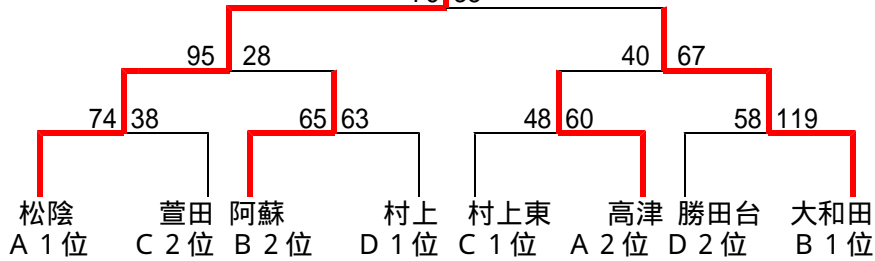 95 28 40 67
74 38 65 63 48 60 58 119
松陰 萱田 阿蘇 村上 村上東 高津 勝田台 大和田
A 1位 C 2位 B 2位 D 1位 C 1位 A 2位 D 2位 B 1位